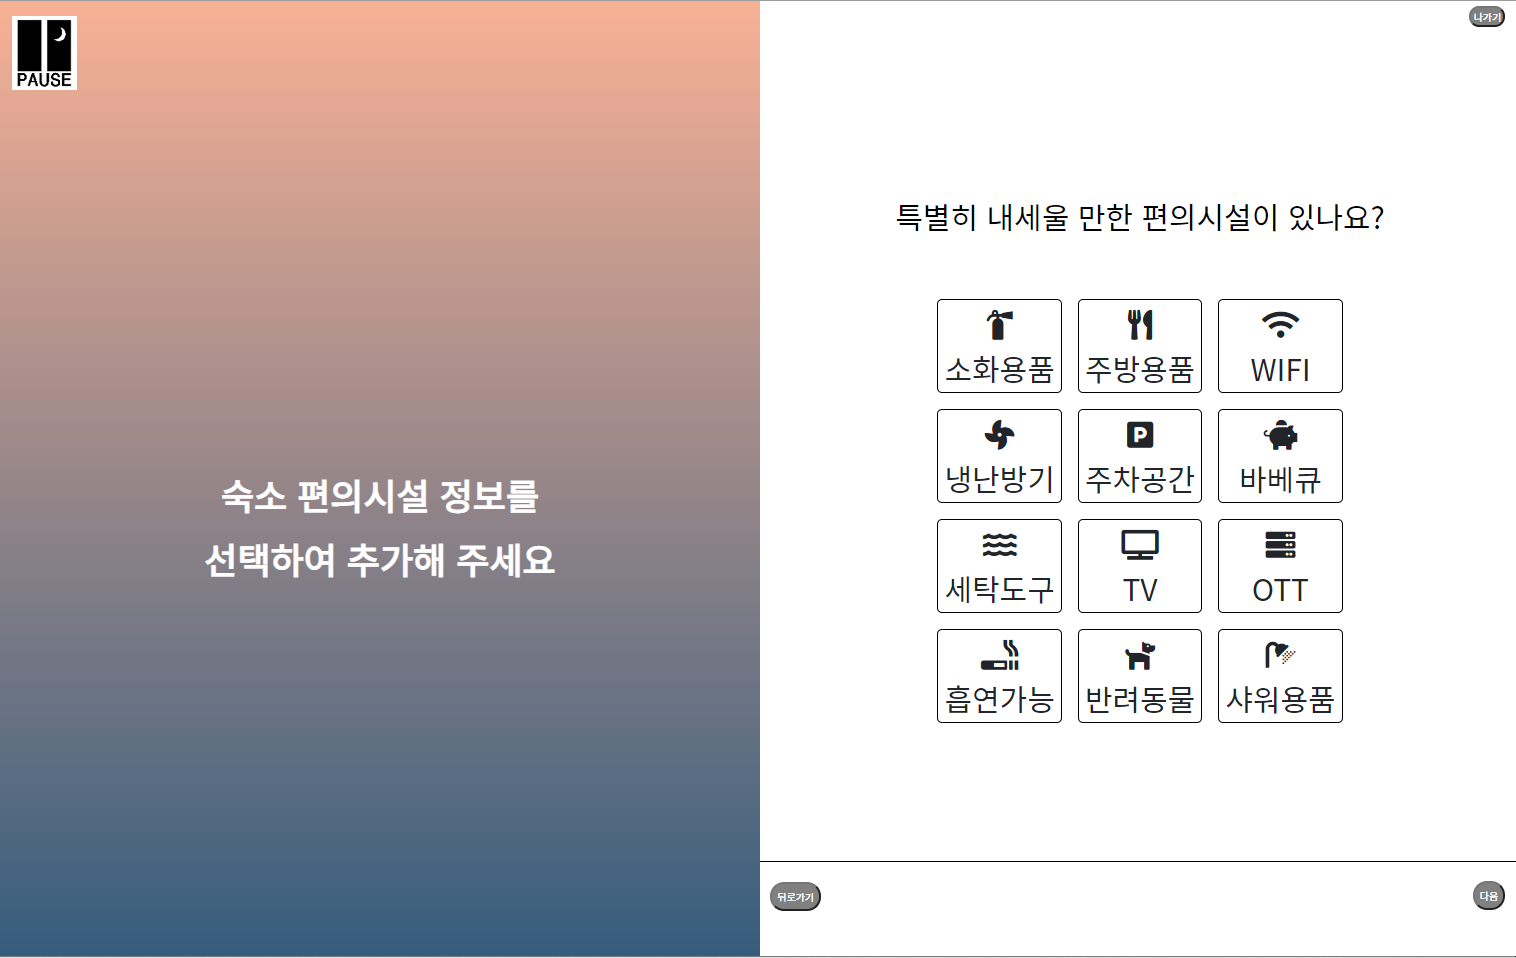 PAUSE
숙소 편의시설 정보를
선택하여 추가해 주세요
나가기
특별히 내세울 만한 편의시설이 있나요?
소화용품
주방용품
WIFI
냉난방기
P
주차공간
바베큐
세탁도구
TV
OTT
흡연가능
반려동물
샤워용품
뒤로가기
다음